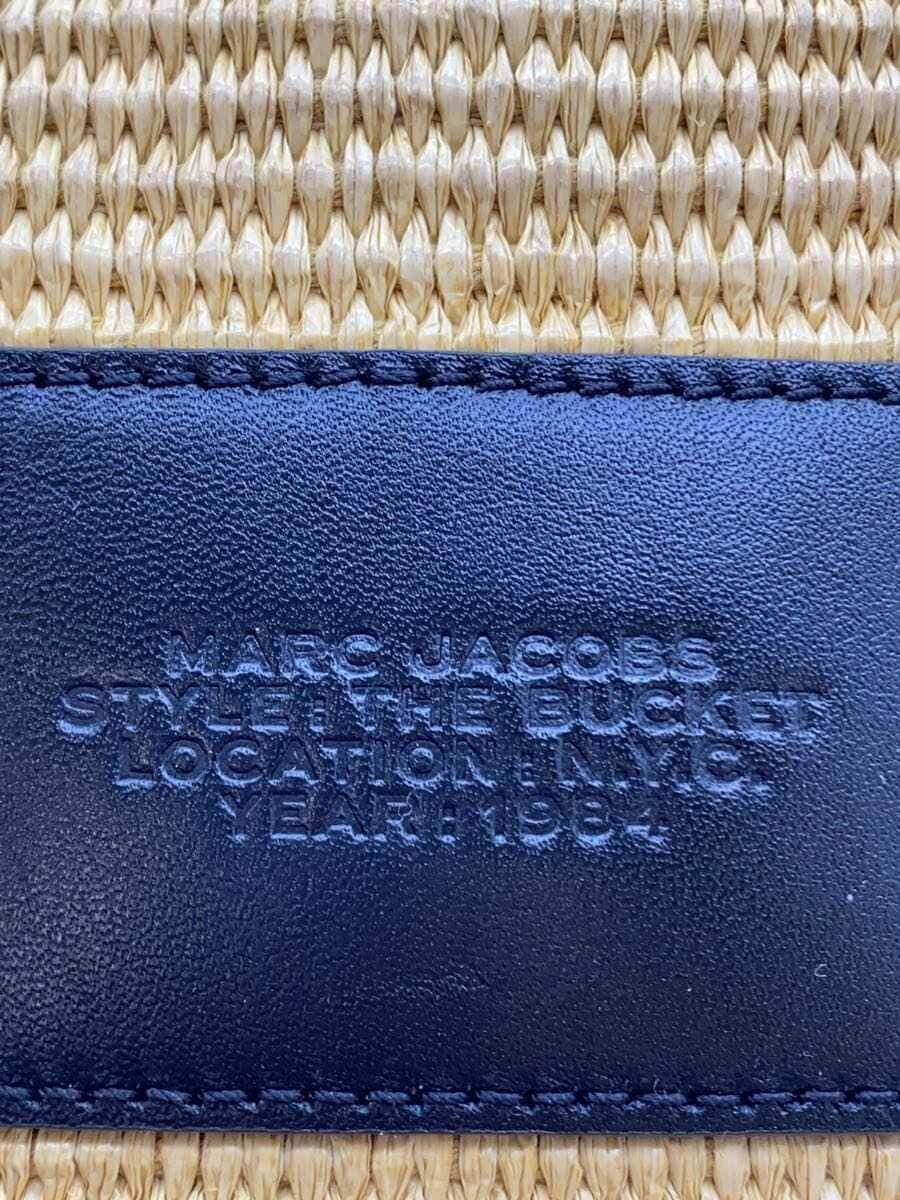 MARC JACOBS
STYLE : THE BUCKET
LOCATION : N.Y.C.
YEAR : 1984